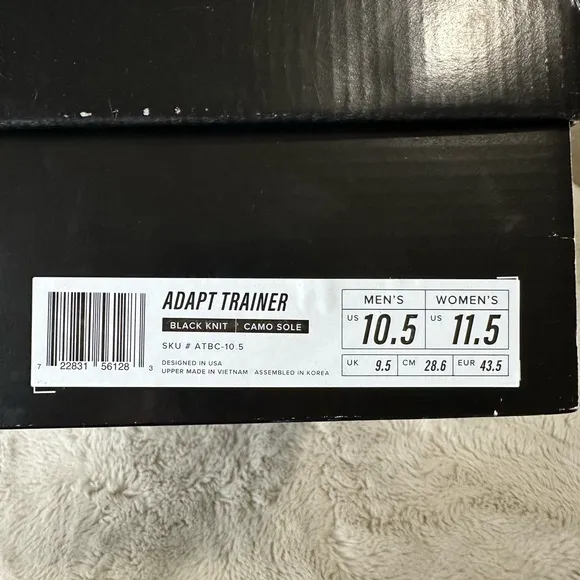 ADAPT TRAINER
BLACK KNIT | CAMO SOLE
SKU # ATBC-10.5
DESIGNED IN USA
UPPER MADE IN VIETNAM · ASSEMBLED IN KOREA
7 22831 56128 3
MEN'S WOMEN'S
US 10.5 US 11.5
UK 9.5 CM 28.6 EUR 43.5